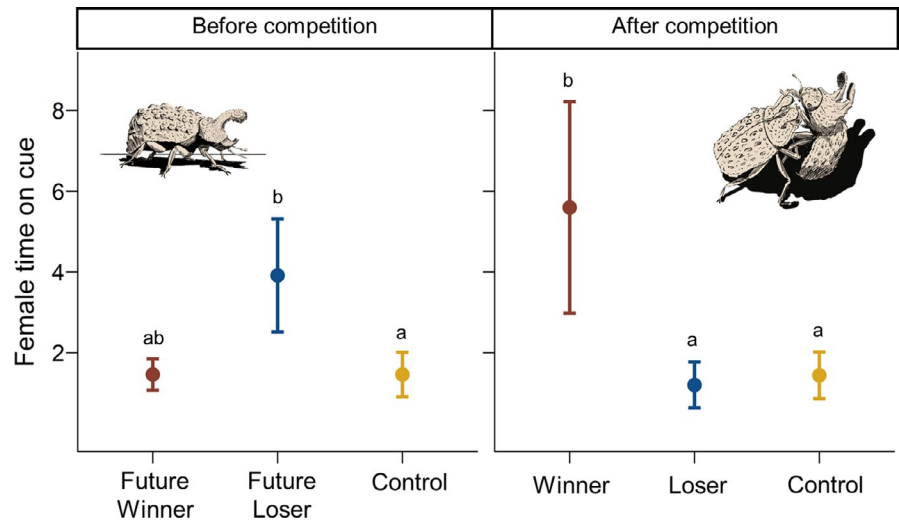 Before competition
After competition
Female time on cue
8
6
4
2
ab
b
a
b
a
a
Future
Winner
Future
Loser
Control
Winner
Loser
Control